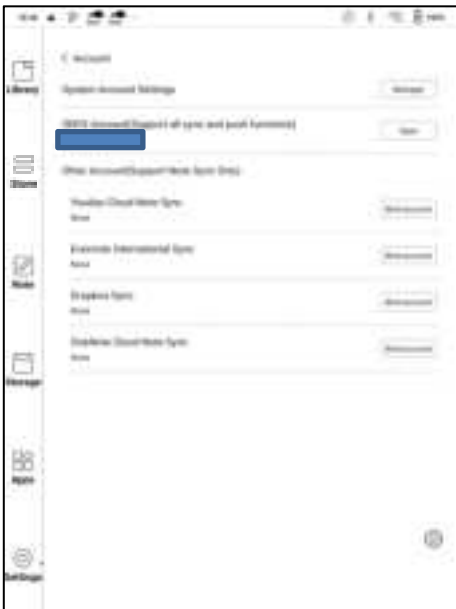 Account
System Account Settings
Manage
Account(Support all sync and push functions)
Other Account(Support Note Sync Only)
Youdao Cloud Note Sync
None
Evernote International Sync
None
Dropbox Sync
None
OneNote Cloud Note Sync
None
Library
Store
Note
Storage
Apps
Settings